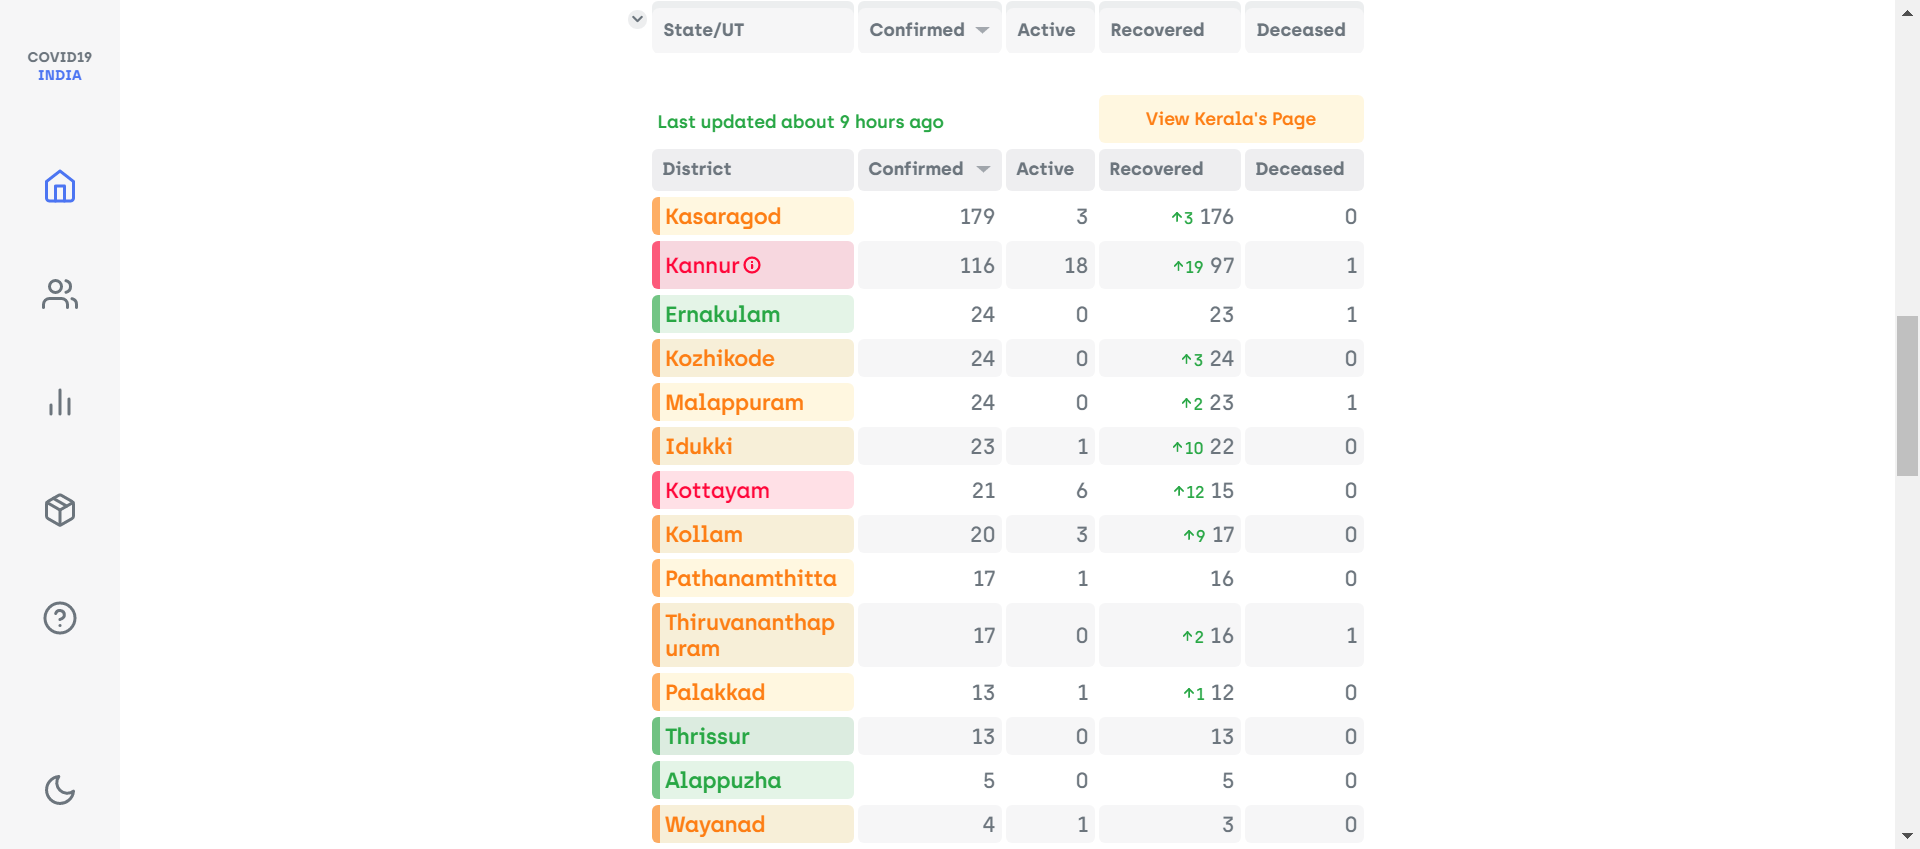 COVID19
INDIA
State/UT Confirmed Active Recovered Deceased
Last updated about 9 hours ago View Kerala's Page
District Confirmed Active Recovered Deceased
Kasaragod 179 3 ↑3 176 0
Kannur 116 18 ↑19 97 1
Ernakulam 24 0 23 1
Kozhikode 24 0 ↑3 24 0
Malappuram 24 0 ↑2 23 1
Idukki 23 1 ↑10 22 0
Kottayam 21 6 ↑12 15 0
Kollam 20 3 ↑9 17 0
Pathanamthitta 17 1 16 0
Thiruvananthap
uram 17 0 ↑2 16 1
Palakkad 13 1 ↑1 12 0
Thrissur 13 0 13 0
Alappuzha 5 0 5 0
Wayanad 4 1 3 0